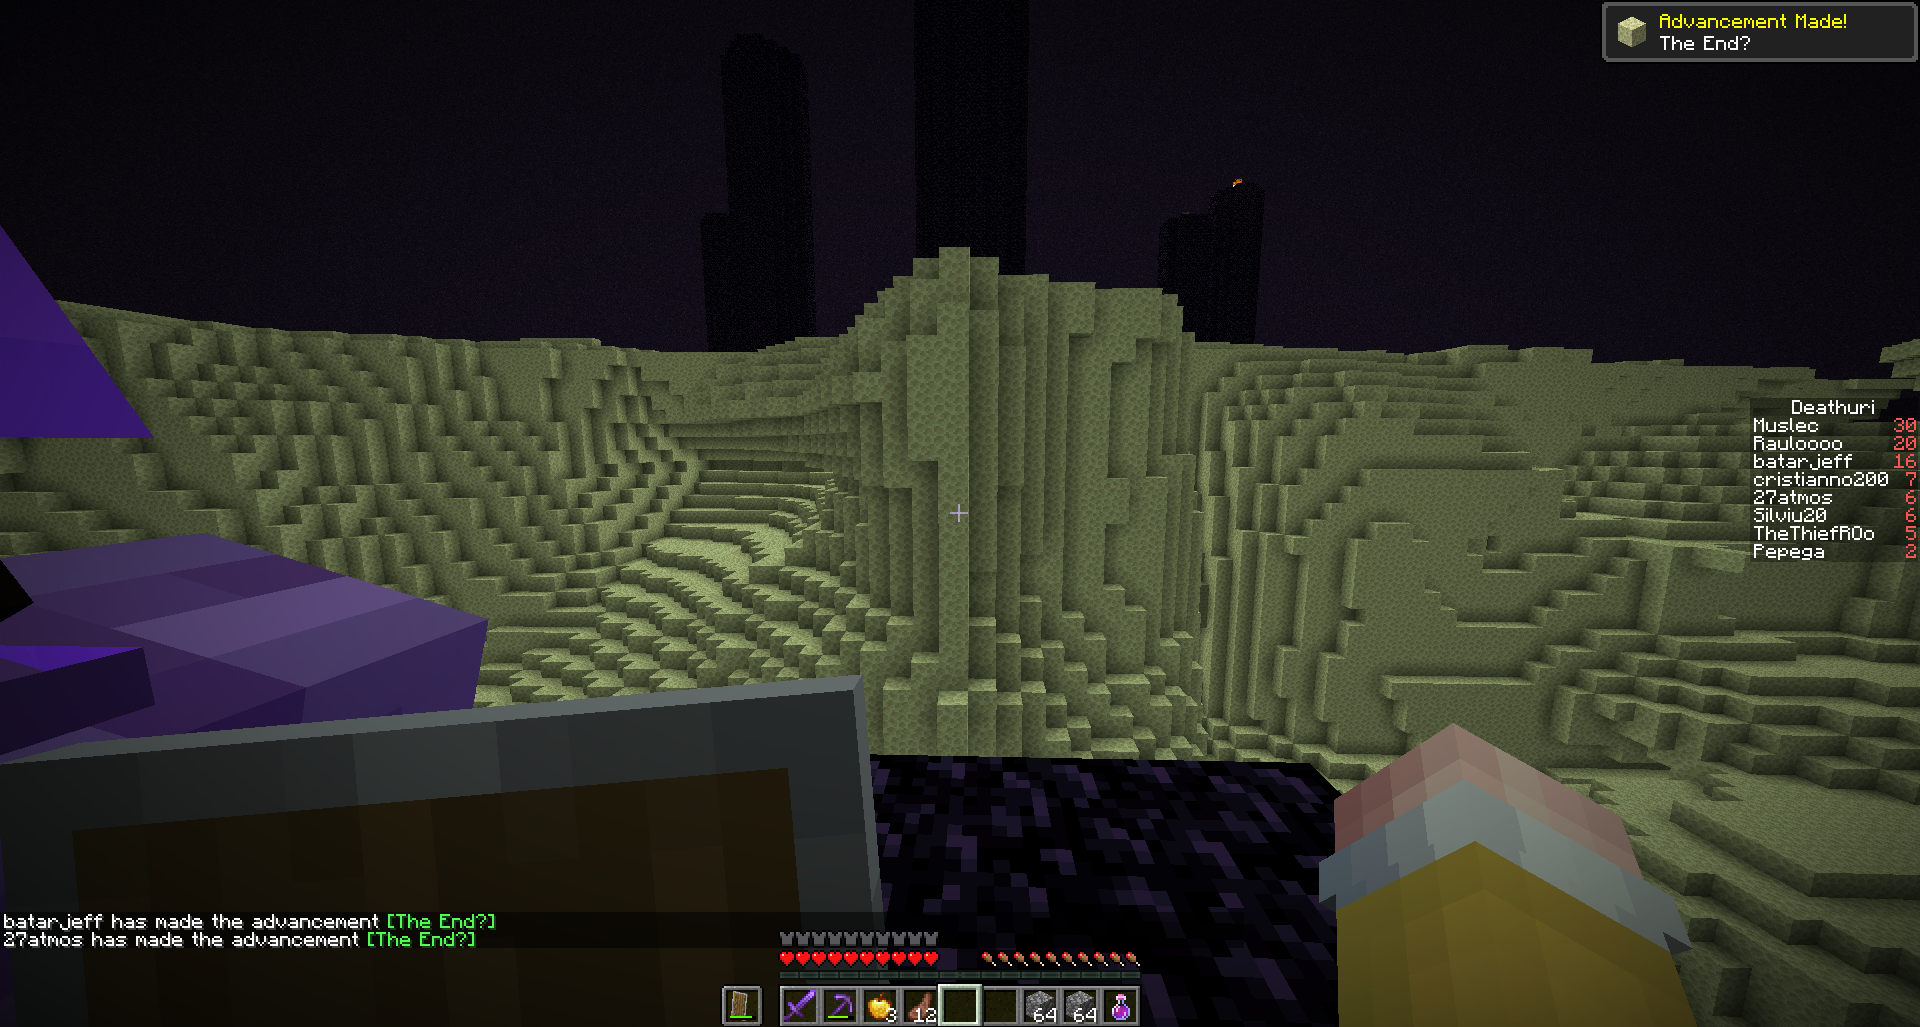 Advancement Made!
The End?
Deathuri
Muslec 30
Rauloooo 20
batarjeff 16
cristianno200 7
27atmos 6
Silviu20 6
TheThiefR0o 5
Pepega 2
batarjeff has made the advancement [The End?]
27atmos has made the advancement [The End?]
3 12 64 64